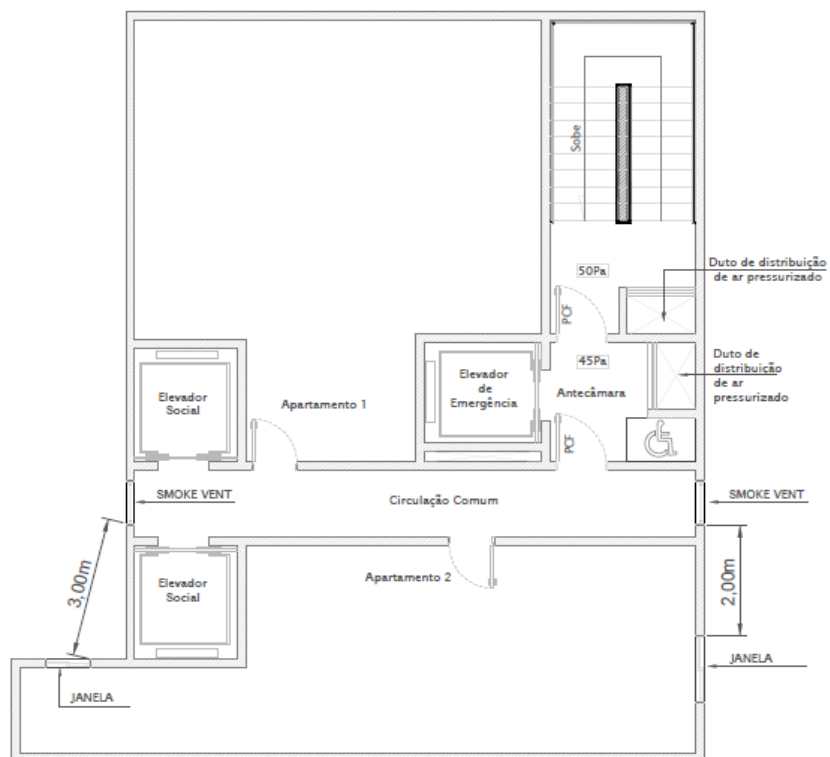 Sobe
50Pa
Duto de distribuição
de ar pressurizado
PCF
45Pa
Elevador
de
Emergência
Antecâmara
Duto de
distribuição
de ar
pressurizado
Elevador
Social
Apartamento 1
PCF
SMOKE VENT
Circulação Comum
SMOKE VENT
3,00m
Elevador
Social
Apartamento 2
2,00m
JANELA
JANELA